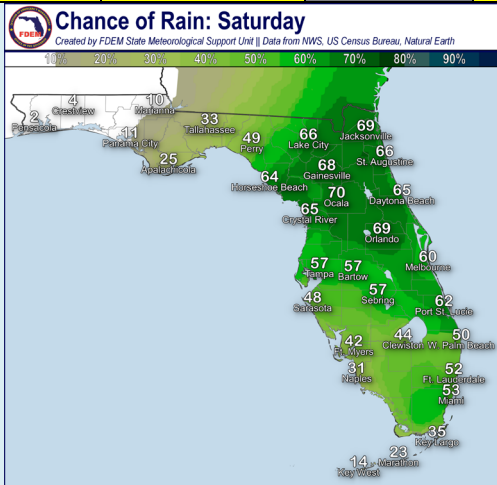 FDEM
Chance of Rain: Saturday
Created by FDEM State Meteorological Support Unit || Data from NWS, US Census Bureau, Natural Earth
10% 20% 30% 40% 50% 60% 70% 80% 90%
2
Pensacola
4
Crestview
10
Marianna
11
Panama City
33
Tallahassee
25
Apalachicola
49
Perry
66
Lake City
69
Jacksonville
66
St. Augustine
64
Horseshoe Beach
68
Gainesville
70
Ocala
65
Daytona Beach
65
Crystal River
69
Orlando
60
Melbourne
57
Tampa
57
Bartow
57
Sebring
48
Sarasota
62
Port St. Lucie
42
Ft. Myers
44
Clewiston
50
W. Palm Beach
31
Naples
52
Ft. Lauderdale
53
Miami
35
Key Largo
23
Marathon
14
Key West